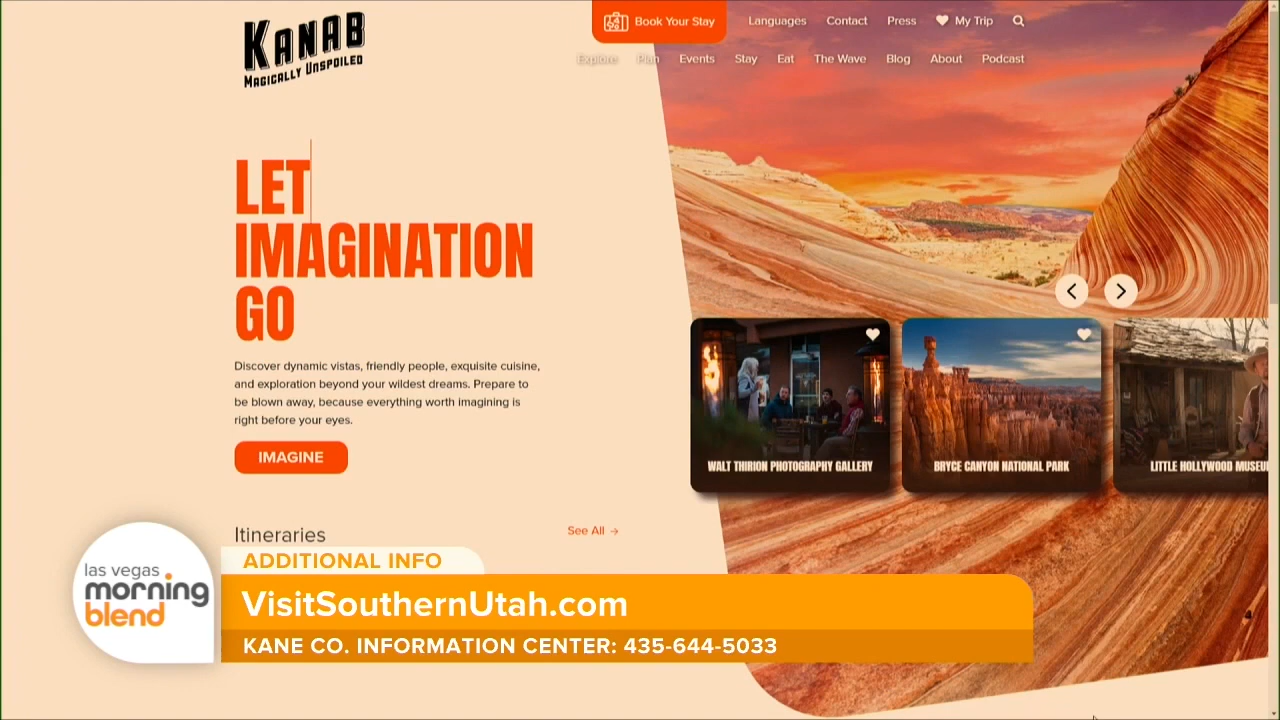 KANAB
MAGICALLY UNSPOILED
Book Your Stay
Languages
Contact
Press
My Trip
Explore
Plan
Events
Stay
Eat
The Wave
Blog
About
Podcast
LET
IMAGINATION
GO
Discover dynamic vistas, friendly people, exquisite cuisine,
and exploration beyond your wildest dreams. Prepare to
be blown away, because everything worth imagining is
right before your eyes.
IMAGINE
WALT THIRION PHOTOGRAPHY GALLERY
BRYCE CANYON NATIONAL PARK
LITTLE HOLLYWOOD MUSEU
Itineraries
See All →
las vegas
morning
blend
ADDITIONAL INFO
VisitSouthernUtah.com
KANE CO. INFORMATION CENTER: 435-644-5033